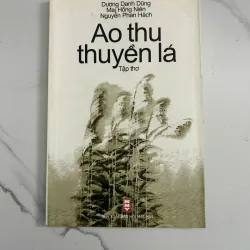 Dương Danh Dũng
Mai Hồng Niên
Nguyễn Phan Hách
Ao thu
thuyền lá
Tập thơ